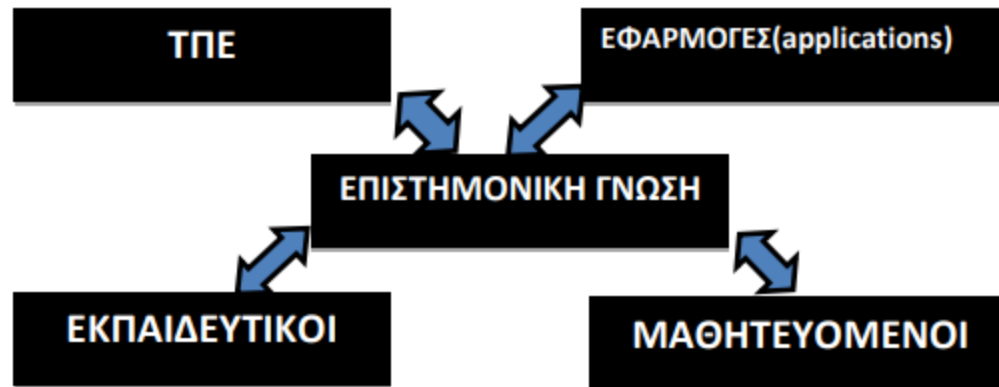 ΤΠΕ
ΕΦΑΡΜΟΓΕΣ(applications)
ΕΠΙΣΤΗΜΟΝΙΚΗ ΓΝΩΣΗ
ΕΚΠΑΙΔΕΥΤΙΚΟΙ
ΜΑΘΗΤΕΥΟΜΕΝΟΙ